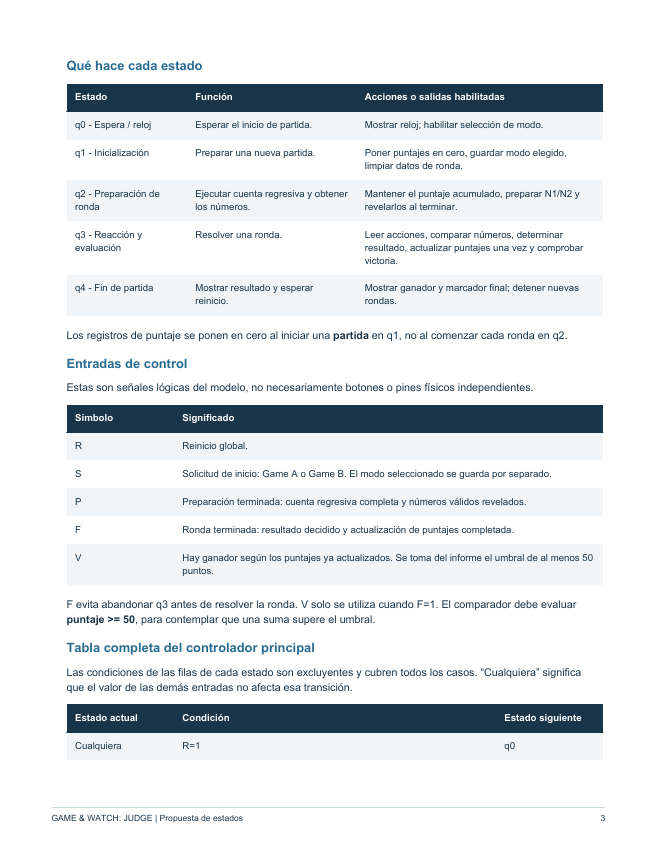 Qué hace cada estado
Estado Función Acciones o salidas habilitadas
q0 - Espera / reloj Esperar el inicio de partida. Mostrar reloj; habilitar selección de modo.
q1 - Inicialización Preparar una nueva partida. Poner puntajes en cero, guardar modo elegido,
limpiar datos de ronda.
q2 - Preparación de Ejecutar cuenta regresiva y obtener Mantener el puntaje acumulado, preparar N1/N2 y
ronda los números. revelarlos al terminar.
q3 - Reacción y Resolver una ronda. Leer acciones, comparar números, determinar
evaluación resultado, actualizar puntajes una vez y comprobar
victoria.
q4 - Fin de partida Mostrar resultado y esperar Mostrar ganador y marcador final; detener nuevas
reinicio. rondas.
Los registros de puntaje se ponen en cero al iniciar una partida en q1, no al comenzar cada ronda en q2.
Entradas de control
Estas son señales lógicas del modelo, no necesariamente botones o pines físicos independientes.
Símbolo Significado
R Reinicio global.
S Solicitud de inicio: Game A o Game B. El modo seleccionado se guarda por separado.
P Preparación terminada: cuenta regresiva completa y números válidos revelados.
F Ronda terminada: resultado decidido y actualización de puntajes completada.
V Hay ganador según los puntajes ya actualizados. Se toma del informe el umbral de al menos 50
puntos.
F evita abandonar q3 antes de resolver la ronda. V solo se utiliza cuando F=1. El comparador debe evaluar
puntaje >= 50, para contemplar que una suma supere el umbral.
Tabla completa del controlador principal
Las condiciones de las filas de cada estado son excluyentes y cubren todos los casos. “Cualquiera” significa
que el valor de las demás entradas no afecta esa transición.
Estado actual Condición Estado siguiente
Cualquiera R=1 q0
GAME & WATCH: JUDGE | Propuesta de estados 3